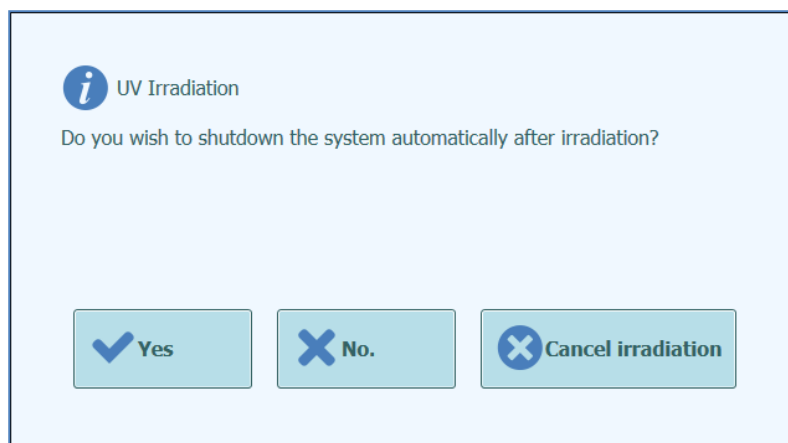 UV Irradiation
Do you wish to shutdown the system automatically after irradiation?
Yes
No.
Cancel irradiation